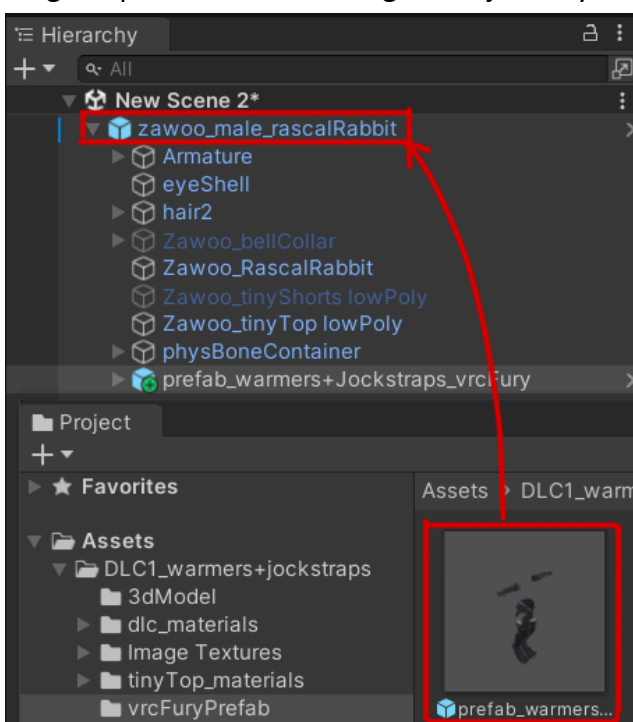 Hierarchy
All
New Scene 2*
zawoo_male_rascalRabbit
Armature
eyeShell
hair2
Zawoo_bellCollar
Zawoo_RascalRabbit
Zawoo_tinyShorts lowPoly
Zawoo_tinyTop lowPoly
physBoneContainer
prefab_warmers+Jockstraps_vrcFury
Project
Favorites
Assets > DLC1_warm
Assets
DLC1_warmers+jockstraps
3dModel
dlc_materials
Image Textures
tinyTop_materials
vrcFuryPrefab
prefab_warmers...